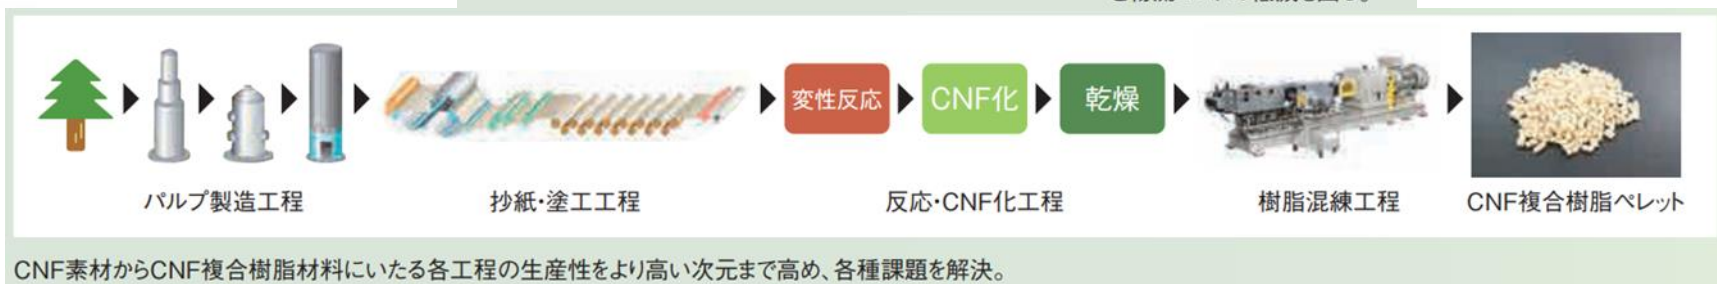 変性反応
CNF化
乾燥
パルプ製造工程
抄紙・塗工工程
反応・CNF化工程
樹脂混練工程
CNF複合樹脂ペレット
CNF素材からCNF複合樹脂材料にいたる各工程の生産性をより高い次元まで高め、各種課題を解決。